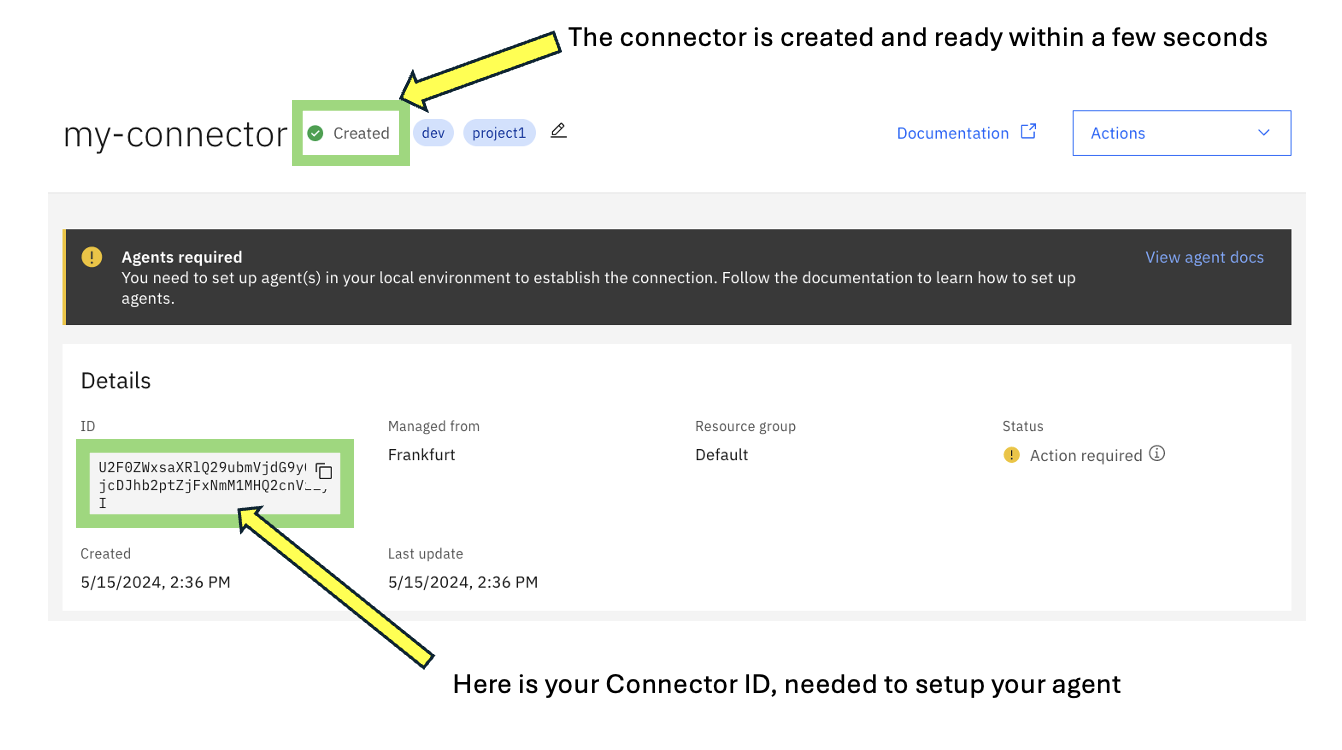 The connector is created and ready within a few seconds
my-connector Created dev project1 Documentation Actions
Agents required View agent docs
You need to set up agent(s) in your local environment to establish the connection. Follow the documentation to learn how to set up
agents.
Details
ID Managed from Resource group Status
Frankfurt Default Action required
I
Created Last update
5/15/2024, 2:36 PM 5/15/2024, 2:36 PM
Here is your Connector ID, needed to setup your agent